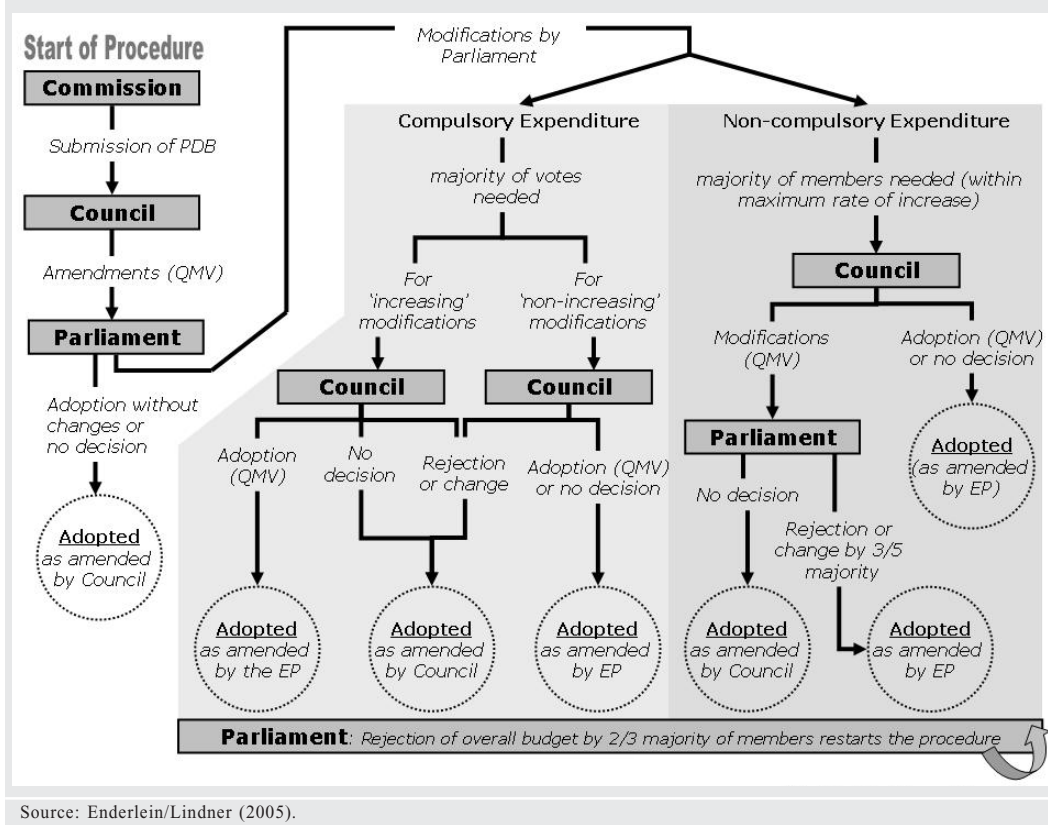 Start of Procedure
Commission
Submission of PDB
Council
Amendments (QMV)
Parliament
Adoption without
changes or
no decision
Adopted
as amended
by Council
Modifications by
Parliament
Compulsory Expenditure
majority of votes
needed
For
‘increasing’
modifications
For
‘non-increasing’
modifications
Council
Council
Adoption
(QMV)
No
decision
Rejection
or change
Adoption (QMV)
or no decision
Adopted
as amended
by the EP
Adopted
as amended
by Council
Adopted
as amended
by EP
Non-compulsory Expenditure
majority of members needed (within
maximum rate of increase)
Council
Modifications
(QMV)
Adoption (QMV)
or no decision
Parliament
Adopted
(as amended
by EP)
No decision
Rejection or
change by 3/5
majority
Adopted
as amended
by Council
Adopted
as amended
by EP
Parliament: Rejection of overall budget by 2/3 majority of members restarts the procedure
Source: Enderlein/Lindner (2005).